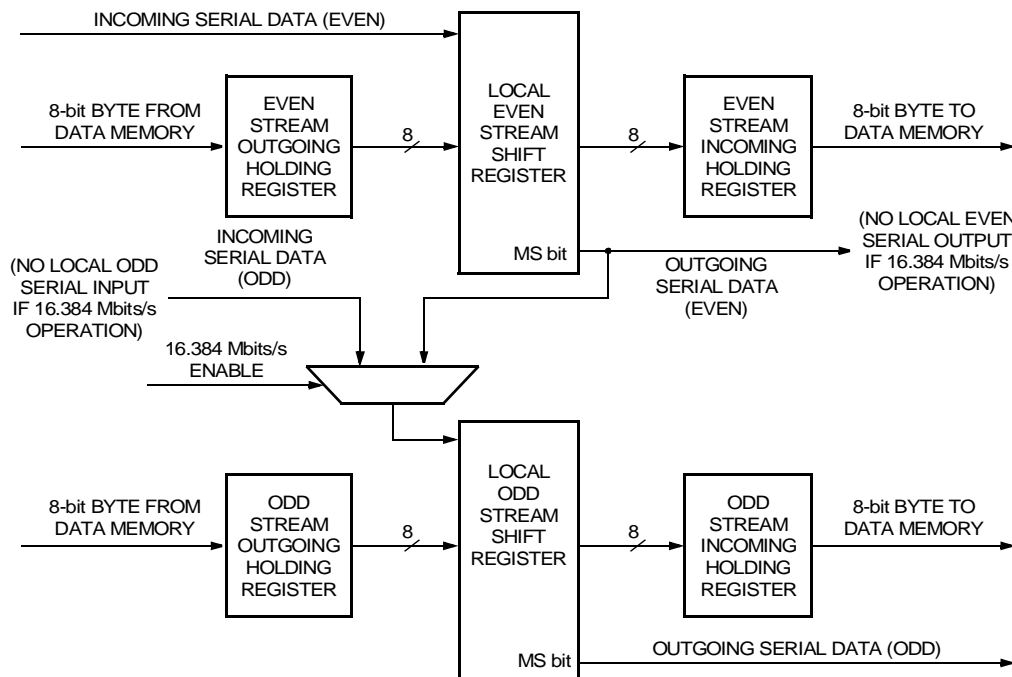 INCOMING SERIAL DATA (EVEN)
8-bit BYTE FROM
DATA MEMORY
EVEN
STREAM
OUTGOING
HOLDING
REGISTER
8
LOCAL
EVEN
STREAM
SHIFT
REGISTER
MS bit
8
EVEN
STREAM
INCOMING
HOLDING
REGISTER
8-bit BYTE TO
DATA MEMORY
(NO LOCAL EVEN
SERIAL OUTPUT
IF 16.384 Mbits/s
OPERATION)
OUTGOING
SERIAL DATA
(EVEN)
INCOMING
SERIAL DATA
(ODD)
(NO LOCAL ODD
SERIAL INPUT
IF 16.384 Mbits/s
OPERATION)
16.384 Mbits/s
ENABLE
8-bit BYTE FROM
DATA MEMORY
ODD
STREAM
OUTGOING
HOLDING
REGISTER
8
LOCAL
ODD
STREAM
SHIFT
REGISTER
MS bit
8
ODD
STREAM
INCOMING
HOLDING
REGISTER
8-bit BYTE TO
DATA MEMORY
OUTGOING SERIAL DATA (ODD)